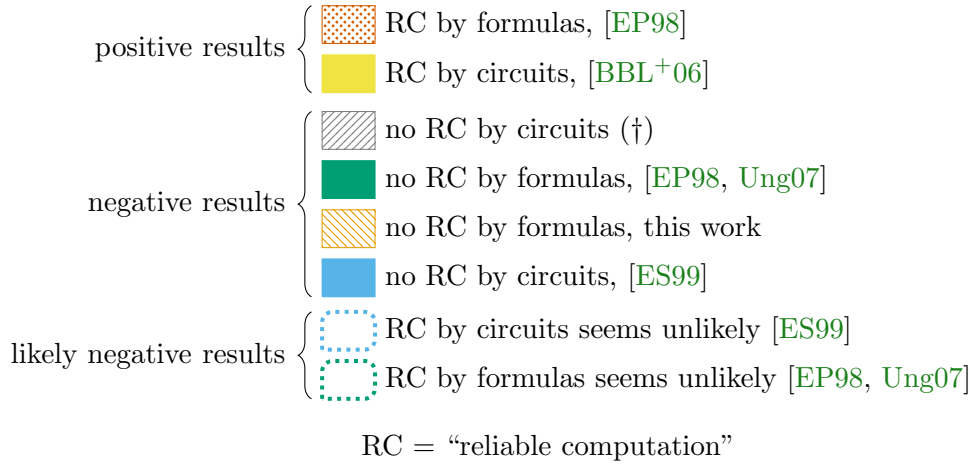 positive results
RC by formulas, [EP98]
RC by circuits, [BBL+06]
negative results
no RC by circuits (†)
no RC by formulas, [EP98, Ung07]
no RC by formulas, this work
no RC by circuits, [ES99]
likely negative results
RC by circuits seems unlikely [ES99]
RC by formulas seems unlikely [EP98, Ung07]
RC = “reliable computation”